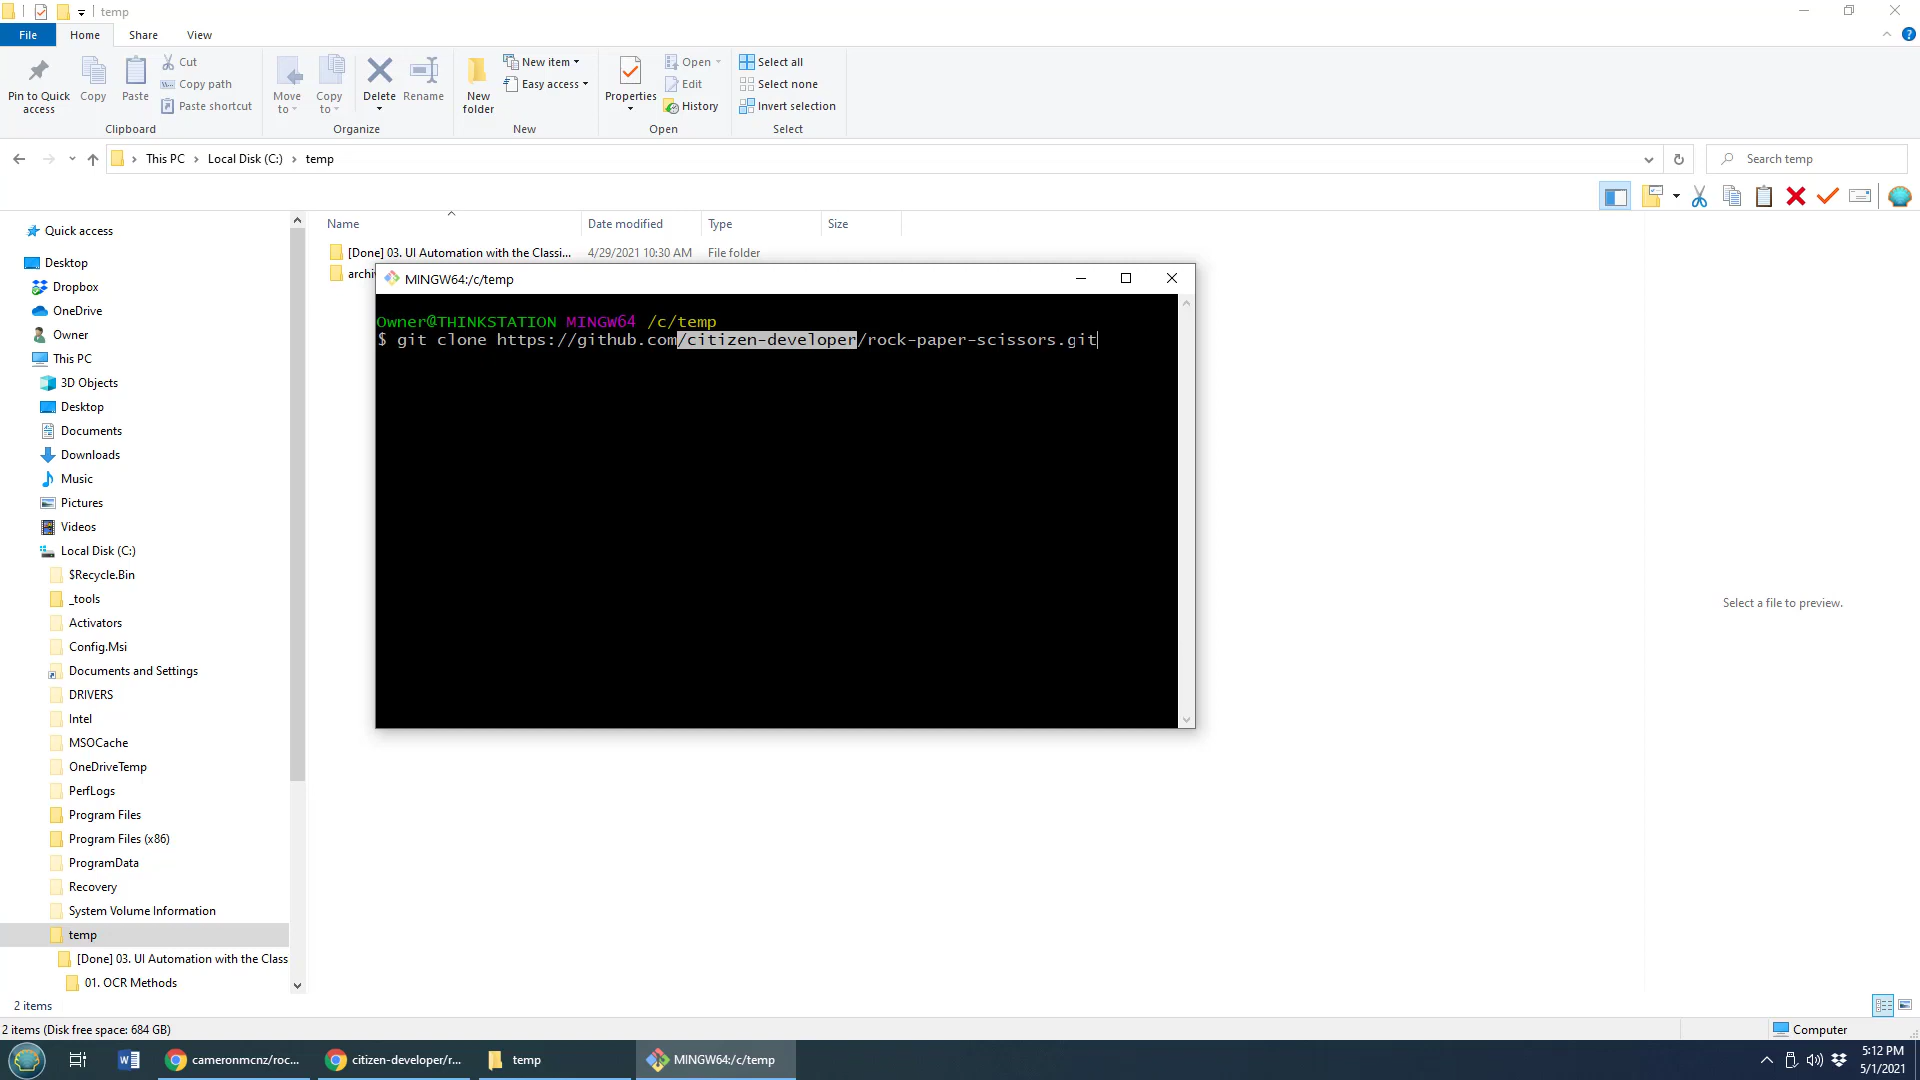 temp
File
Home
Share
View
Pin to Quick access
Copy
Paste
Cut
Copy path
Paste shortcut
Clipboard
Move to
Copy to
Delete
Rename
Organize
New folder
New item
Easy access
New
Properties
Open
Edit
History
Open
Select all
Select none
Invert selection
Select
This PC
Local Disk (C:)
temp
Search temp
Name
Date modified
Type
Size
[Done] 03. UI Automation with the Classi...
4/29/2021 10:30 AM
File folder
archi
MINGW64:/c/temp
Owner@THINKSTATION MINGW64 /c/temp
$ git clone https://github.com/citizen-developer/rock-paper-scissors.git
Quick access
Desktop
Dropbox
OneDrive
Owner
This PC
3D Objects
Desktop
Documents
Downloads
Music
Pictures
Videos
Local Disk (C:)
$Recycle.Bin
_tools
Activators
Config.Msi
Documents and Settings
DRIVERS
Intel
MSOCache
OneDriveTemp
PerfLogs
Program Files
Program Files (x86)
ProgramData
Recovery
System Volume Information
temp
[Done] 03. UI Automation with the Class
01. OCR Methods
Select a file to preview.
2 items
2 items (Disk free space: 684 GB)
Computer
cameronmcnz/roc...
citizen-developer/r...
temp
MINGW64:/c/temp
5:12 PM
5/1/2021